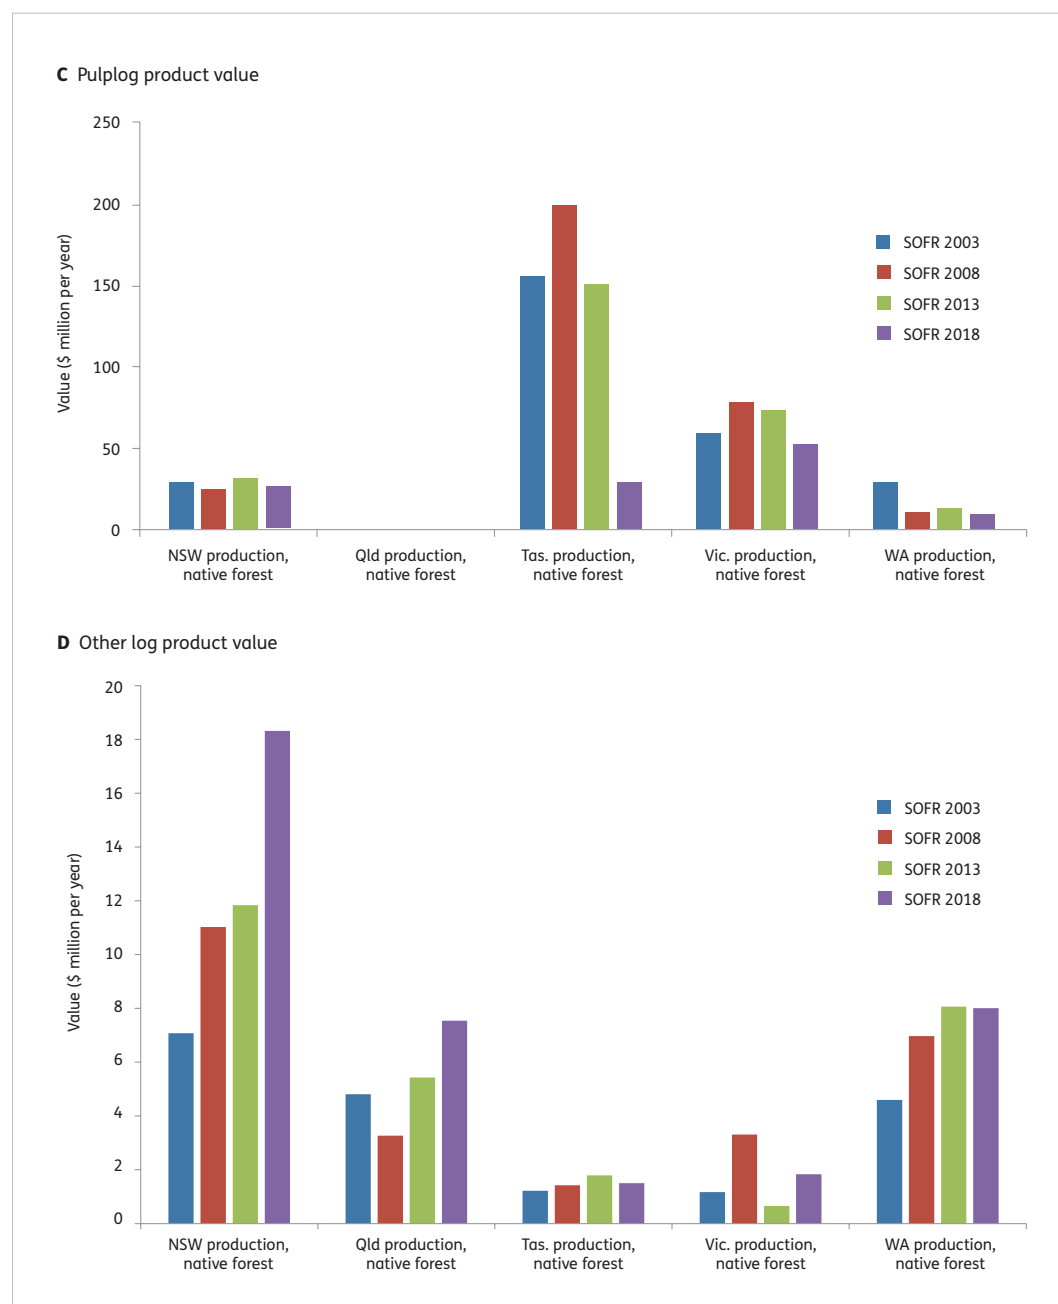 C Pulplog product value
250
200
150
100
50
0
Value ($ million per year)
SOFR 2003
SOFR 2008
SOFR 2013
SOFR 2018
NSW production,
native forest
Qld production,
native forest
Tas. production,
native forest
Vic. production,
native forest
WA production,
native forest
D Other log product value
20
18
16
14
12
10
8
6
4
2
0
Value ($ million per year)
SOFR 2003
SOFR 2008
SOFR 2013
SOFR 2018
NSW production,
native forest
Qld production,
native forest
Tas. production,
native forest
Vic. production,
native forest
WA production,
native forest